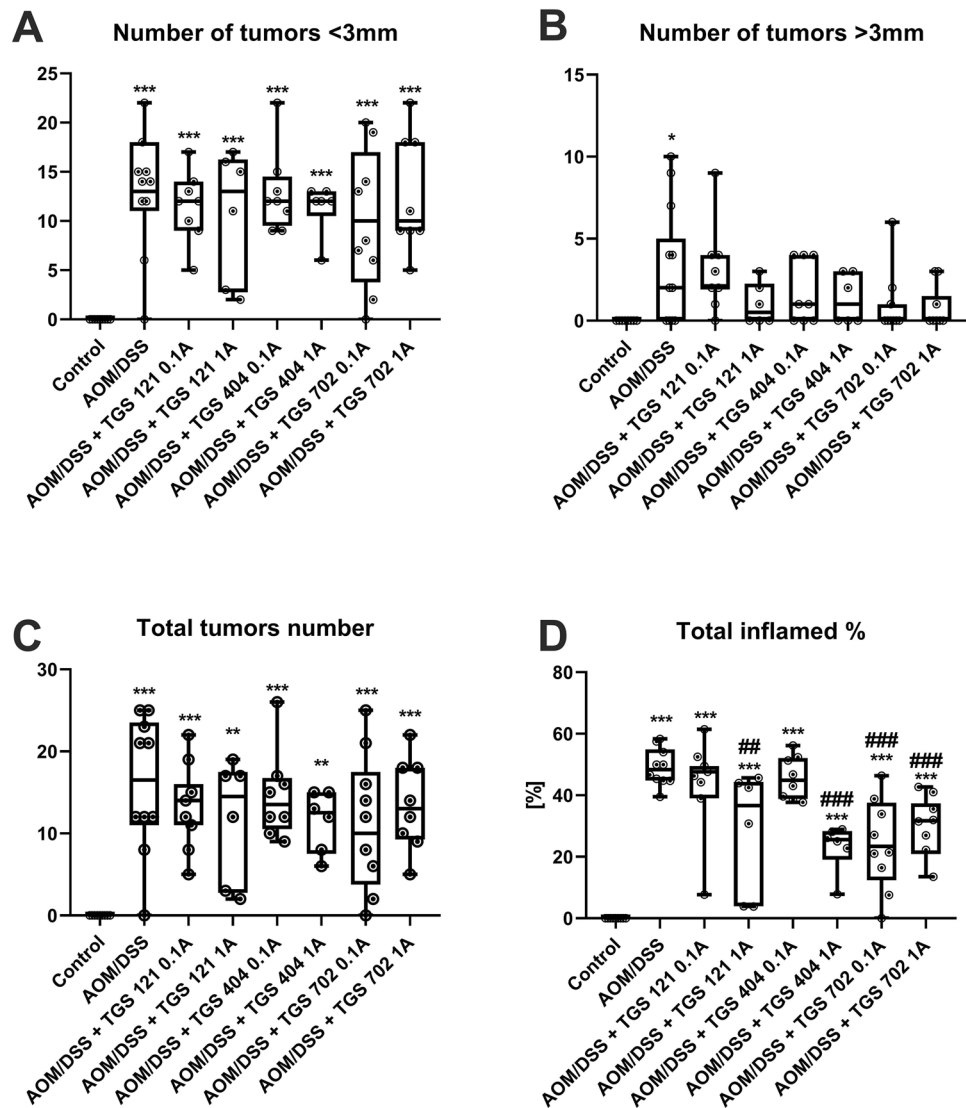 A
Number of tumors <3mm
25
20
15
10
5
0
***
***
***
***
***
***
***
Control
AOM/DSS
AOM/DSS + TGS 121 0.1A
AOM/DSS + TGS 121 1A
AOM/DSS + TGS 404 0.1A
AOM/DSS + TGS 404 1A
AOM/DSS + TGS 702 0.1A
AOM/DSS + TGS 702 1A
B
Number of tumors >3mm
15
10
5
0
*
Control
AOM/DSS
AOM/DSS + TGS 121 0.1A
AOM/DSS + TGS 121 1A
AOM/DSS + TGS 404 0.1A
AOM/DSS + TGS 404 1A
AOM/DSS + TGS 702 0.1A
AOM/DSS + TGS 702 1A
C
Total tumors number
30
20
10
0
***
***
**
***
**
***
***
Control
AOM/DSS
AOM/DSS + TGS 121 0.1A
AOM/DSS + TGS 121 1A
AOM/DSS + TGS 404 0.1A
AOM/DSS + TGS 404 1A
AOM/DSS + TGS 702 0.1A
AOM/DSS + TGS 702 1A
D
Total inflamed %
[%]
80
60
40
20
0
***
***
##
***
***
###
***
###
***
###
***
Control
AOM/DSS
AOM/DSS + TGS 121 0.1A
AOM/DSS + TGS 121 1A
AOM/DSS + TGS 404 0.1A
AOM/DSS + TGS 404 1A
AOM/DSS + TGS 702 0.1A
AOM/DSS + TGS 702 1A